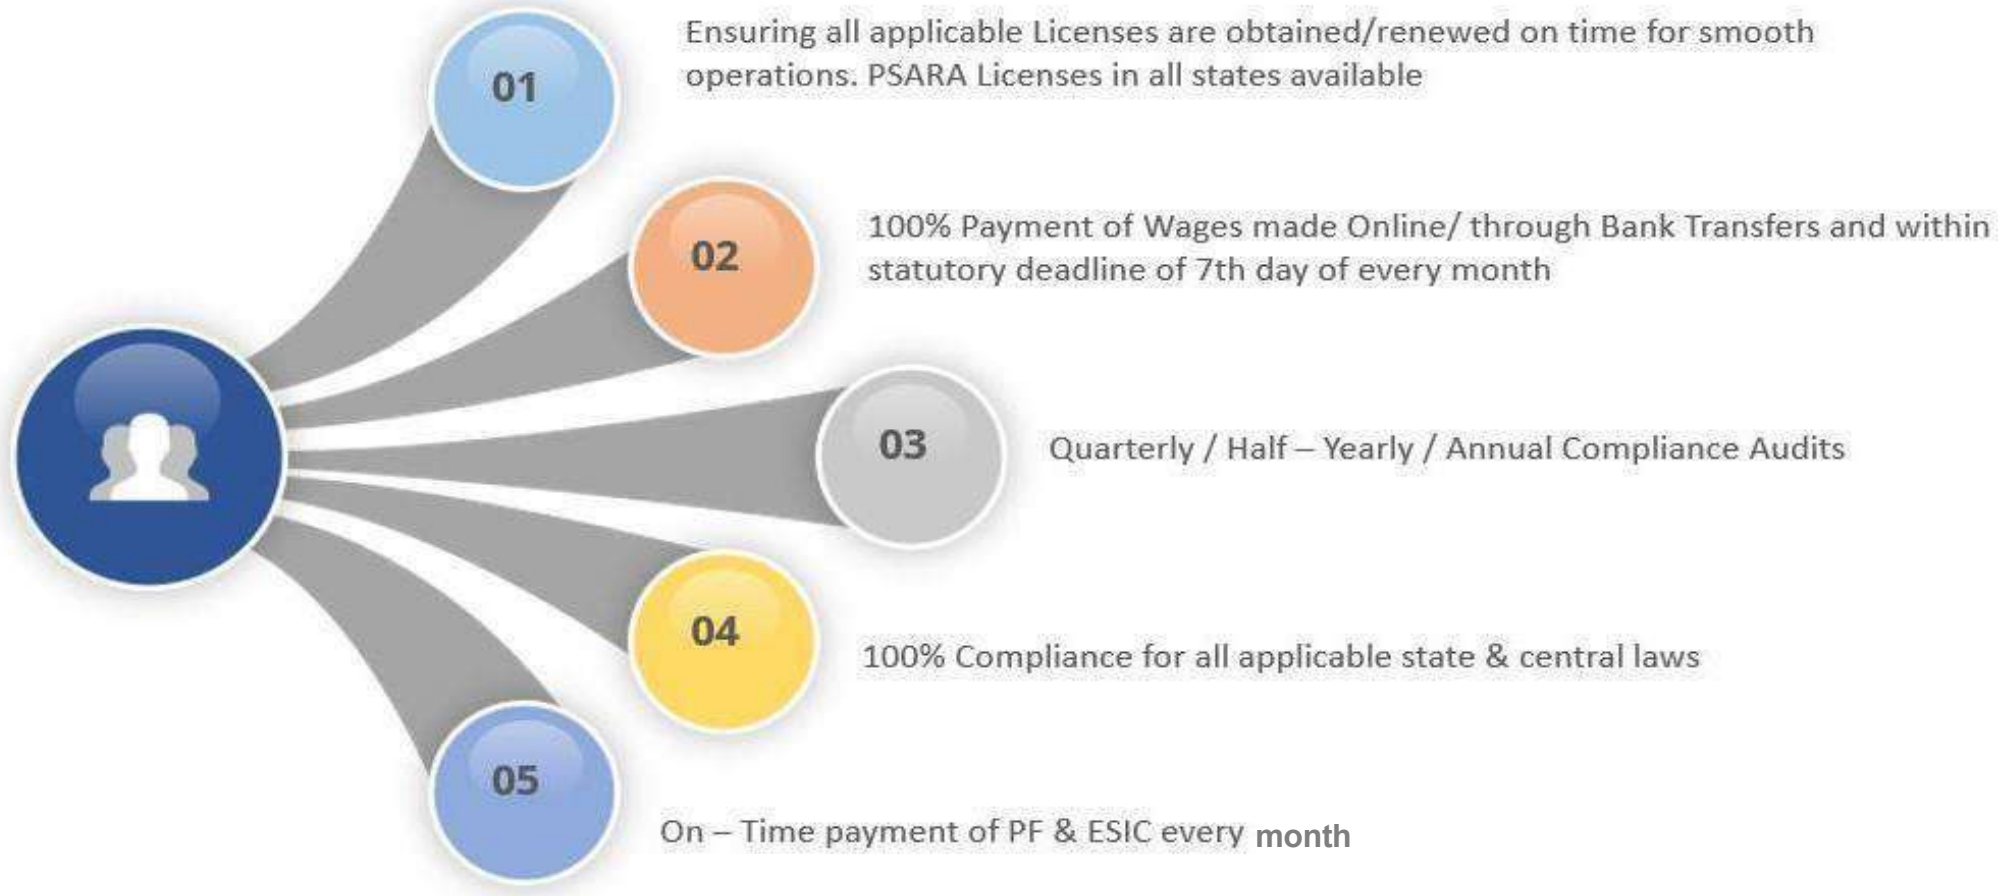 01
Ensuring all applicable Licenses are obtained/renewed on time for smooth
operations. PSARA Licenses in all states available
02
100% Payment of Wages made Online/ through Bank Transfers and within
statutory deadline of 7th day of every month
03
Quarterly / Half – Yearly / Annual Compliance Audits
04
100% Compliance for all applicable state & central laws
05
On – Time payment of PF & ESIC every month